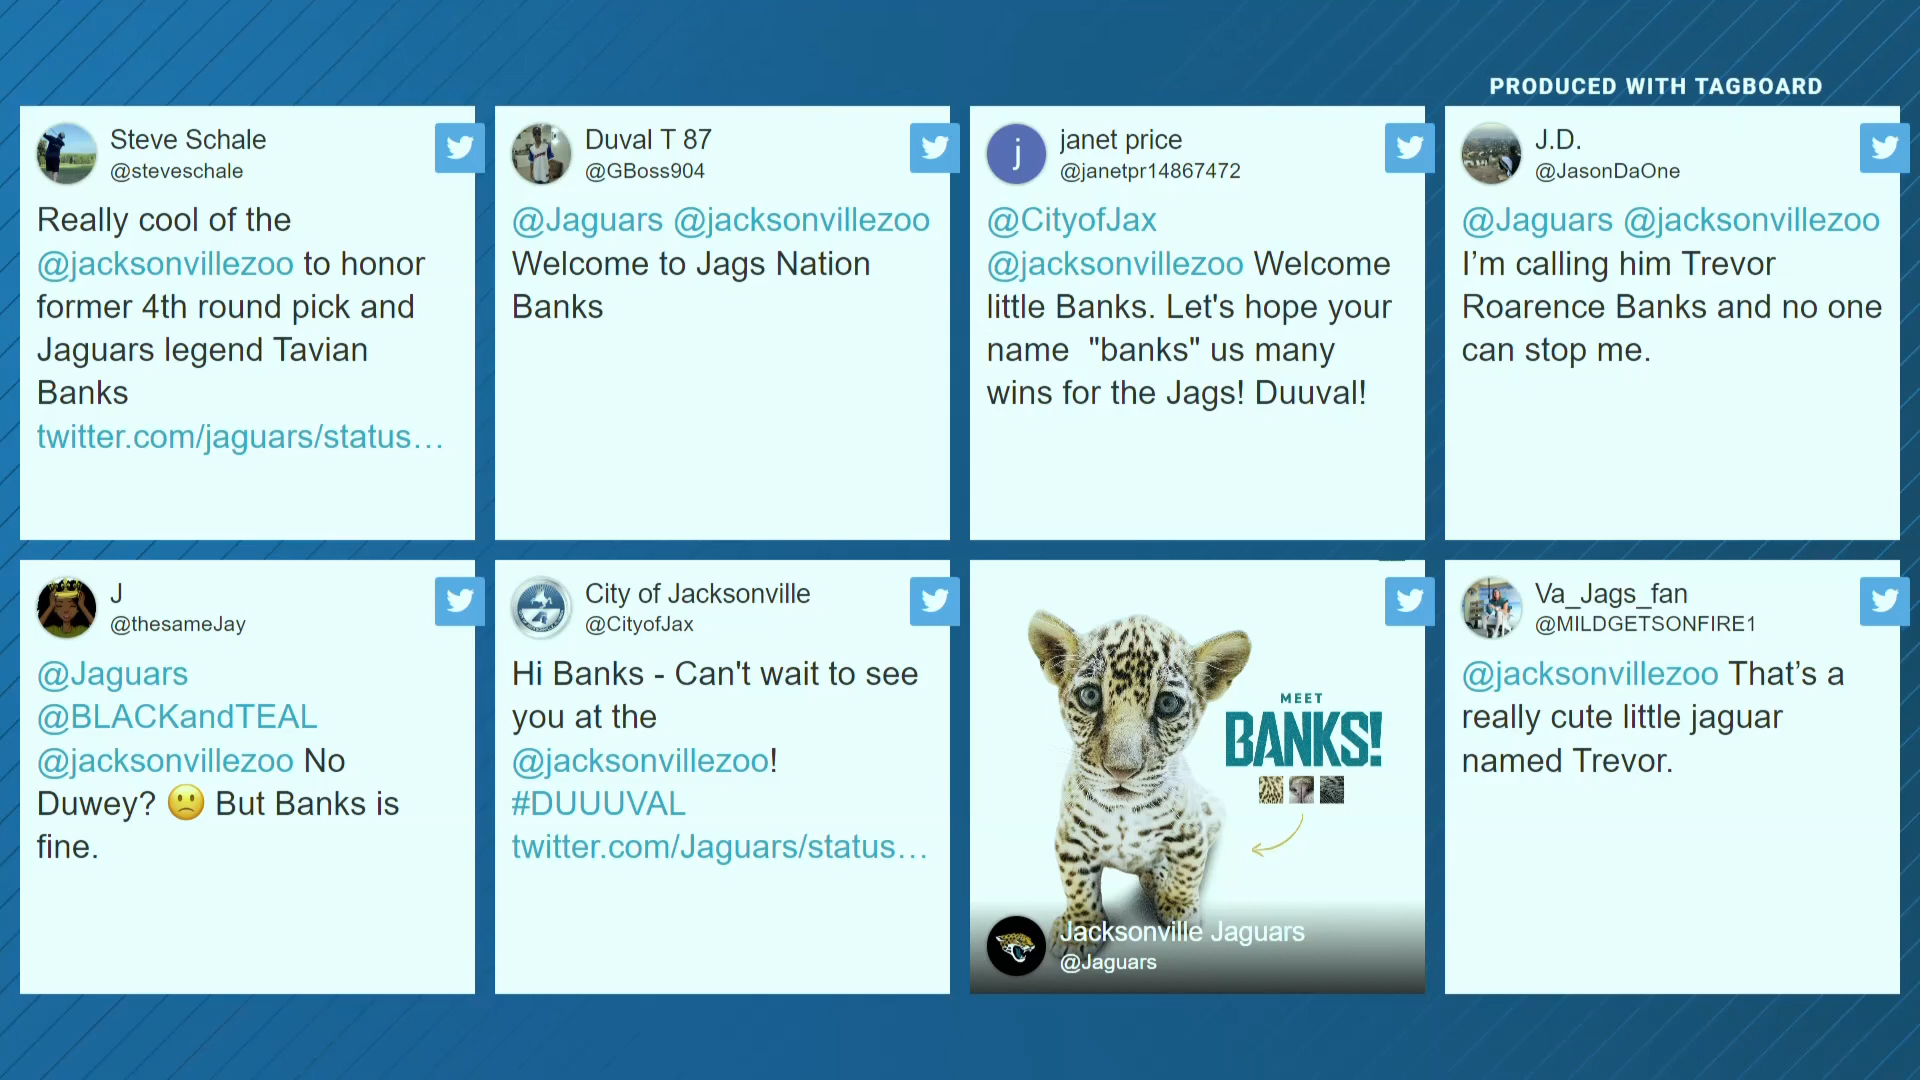 PRODUCED WITH TAGBOARD
Steve Schale
@steveschale
Really cool of the
@jacksonvillezoo to honor
former 4th round pick and
Jaguars legend Tavian
Banks
twitter.com/jaguars/status…
Duval T 87
@GBoss904
@Jaguars @jacksonvillezoo
Welcome to Jags Nation
Banks
j
janet price
@janetpr14867472
@CityofJax
@jacksonvillezoo Welcome
little Banks. Let's hope your
name "banks" us many
wins for the Jags! Duuval!
J.D.
@JasonDaOne
@Jaguars @jacksonvillezoo
I’m calling him Trevor
Roarence Banks and no one
can stop me.
J
@thesameJay
@Jaguars
@BLACKandTEAL
@jacksonvillezoo No
Duwey? 🙁 But Banks is
fine.
City of Jacksonville
@CityofJax
Hi Banks - Can't wait to see
you at the
@jacksonvillezoo!
#DUUUVAL
twitter.com/Jaguars/status…
MEET
BANKS!
Jacksonville Jaguars
@Jaguars
Va_Jags_fan
@MILDGETSONFIRE1
@jacksonvillezoo That’s a
really cute little jaguar
named Trevor.